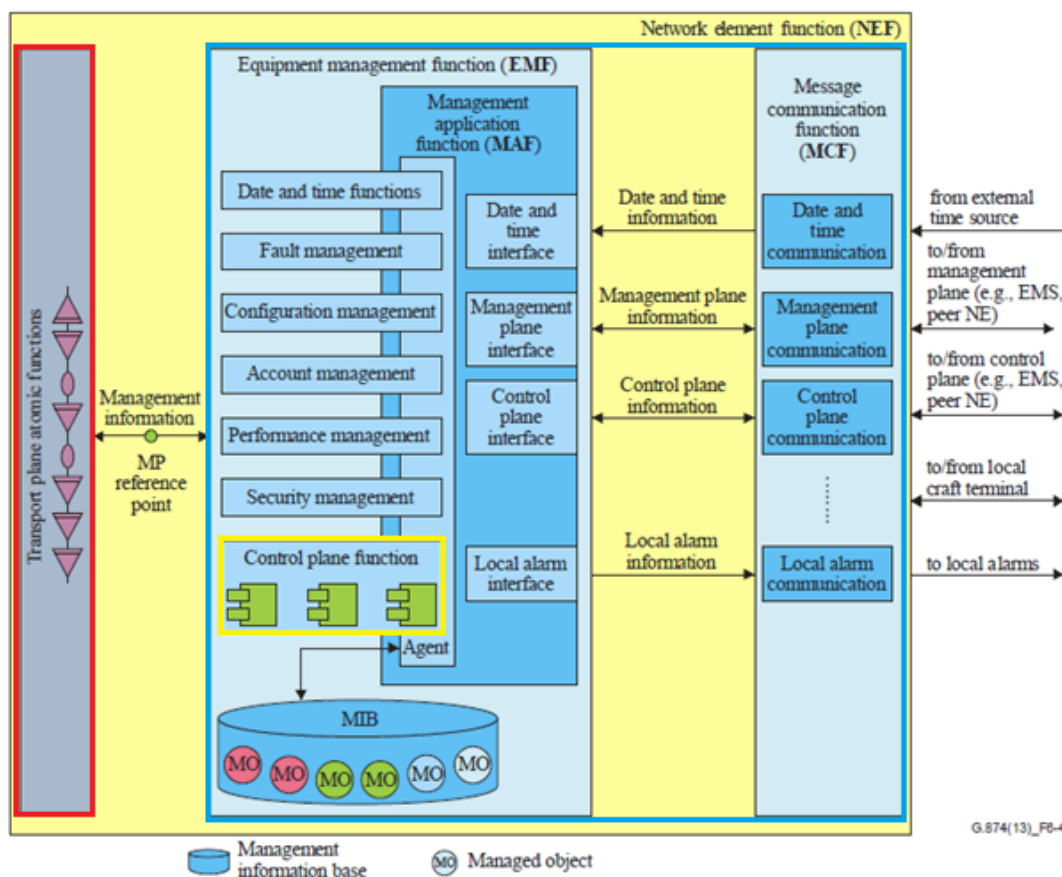 Network element function (NEF)
Equipment management function (EMF)
Management
application
function (MAF)
Message
communication
function
(MCF)
Transport plane atomic functions
Management
information
MP
reference
point
Date and time functions
Fault management
Configuration management
Account management
Performance management
Security management
Control plane function
Agent
Date and
time
interface
Management
plane
interface
Control
plane
interface
Local alarm
interface
Date and time
information
Management plane
information
Control plane
information
Local alarm
information
Date and
time
communication
Management
plane
communication
Control
plane
communication
Local alarm
communication
from external
time source
to/from
management
plane (e.g., EMS,
peer NE)
to/from control
plane (e.g., EMS,
peer NE)
to/from local
craft terminal
to local alarms
MIB
MO MO MO MO MO MO
G.874(13)_F6-4
Management
information base
MO Managed object